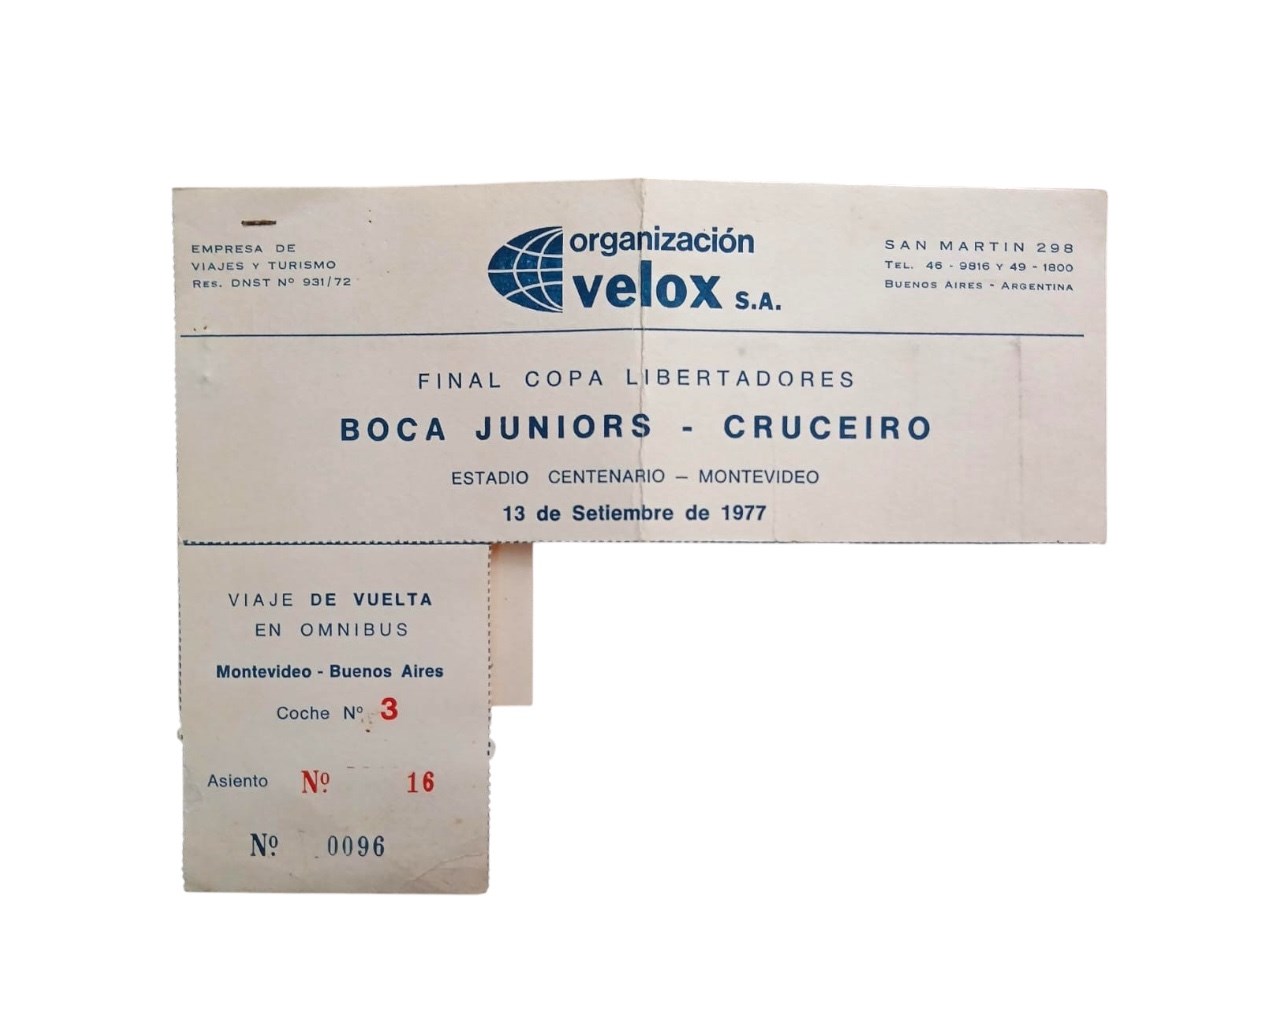 EMPRESA DE
VIAJES Y TURISMO
RES. DNST Nº 931/72
organización
velox S.A.
SAN MARTIN 298
TEL. 46 - 9816 Y 49 - 1800
BUENOS AIRES - ARGENTINA
FINAL COPA LIBERTADORES
BOCA JUNIORS - CRUCEIRO
ESTADIO CENTENARIO – MONTEVIDEO
13 de Setiembre de 1977
VIAJE DE VUELTA
EN OMNIBUS
Montevideo - Buenos Aires
Coche Nº 3
Asiento Nº 16
Nº 0096